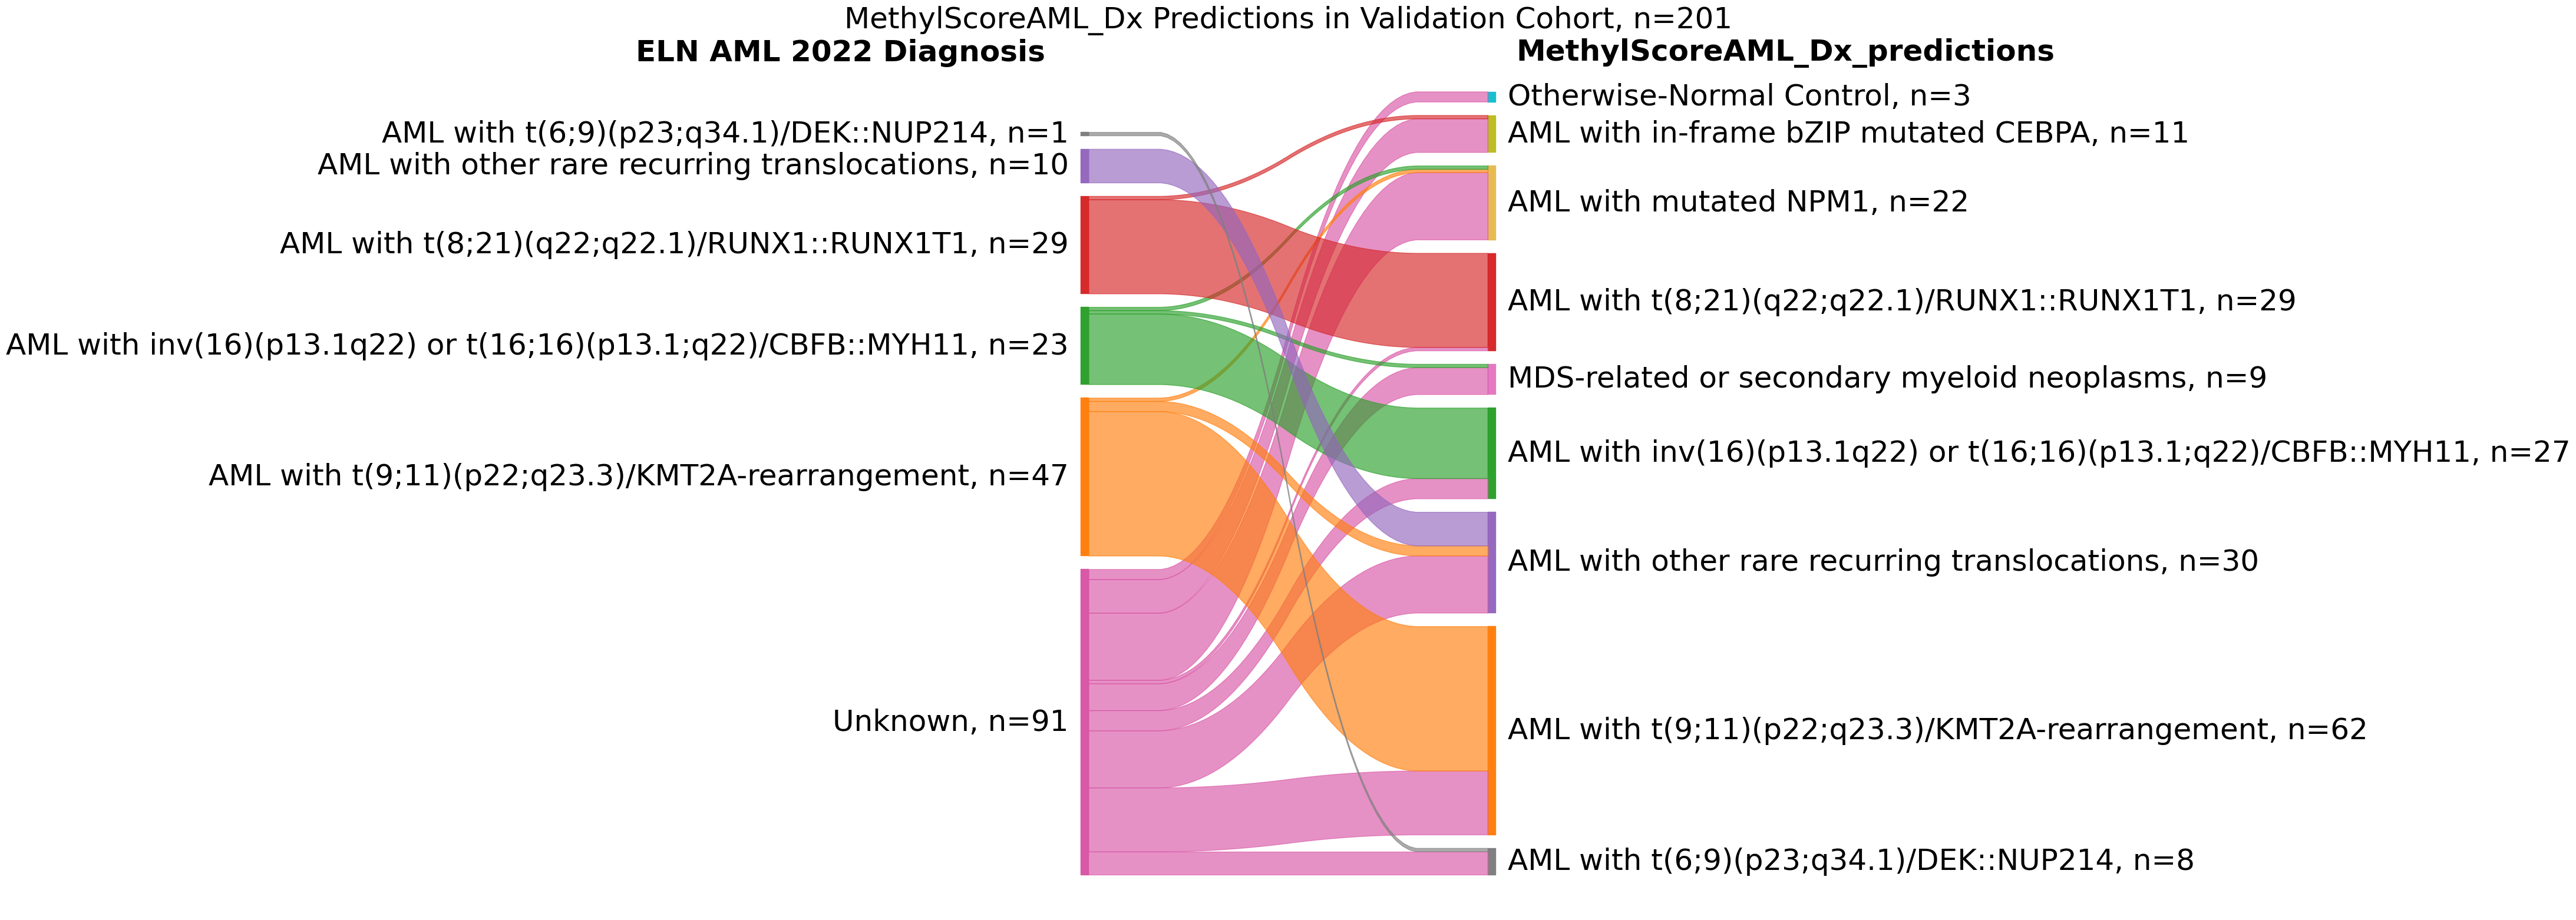 MethylScoreAML_Dx Predictions in Validation Cohort, n=201
ELN AML 2022 Diagnosis
AML with t(6;9)(p23;q34.1)/DEK::NUP214, n=1
AML with other rare recurring translocations, n=10
AML with t(8;21)(q22;q22.1)/RUNX1::RUNX1T1, n=29
AML with inv(16)(p13.1q22) or t(16;16)(p13.1;q22)/CBFB::MYH11, n=23
AML with t(9;11)(p22;q23.3)/KMT2A-rearrangement, n=47
Unknown, n=91
MethylScoreAML_Dx_predictions
Otherwise-Normal Control, n=3
AML with in-frame bZIP mutated CEBPA, n=11
AML with mutated NPM1, n=22
AML with t(8;21)(q22;q22.1)/RUNX1::RUNX1T1, n=29
MDS-related or secondary myeloid neoplasms, n=9
AML with inv(16)(p13.1q22) or t(16;16)(p13.1;q22)/CBFB::MYH11, n=27
AML with other rare recurring translocations, n=30
AML with t(9;11)(p22;q23.3)/KMT2A-rearrangement, n=62
AML with t(6;9)(p23;q34.1)/DEK::NUP214, n=8